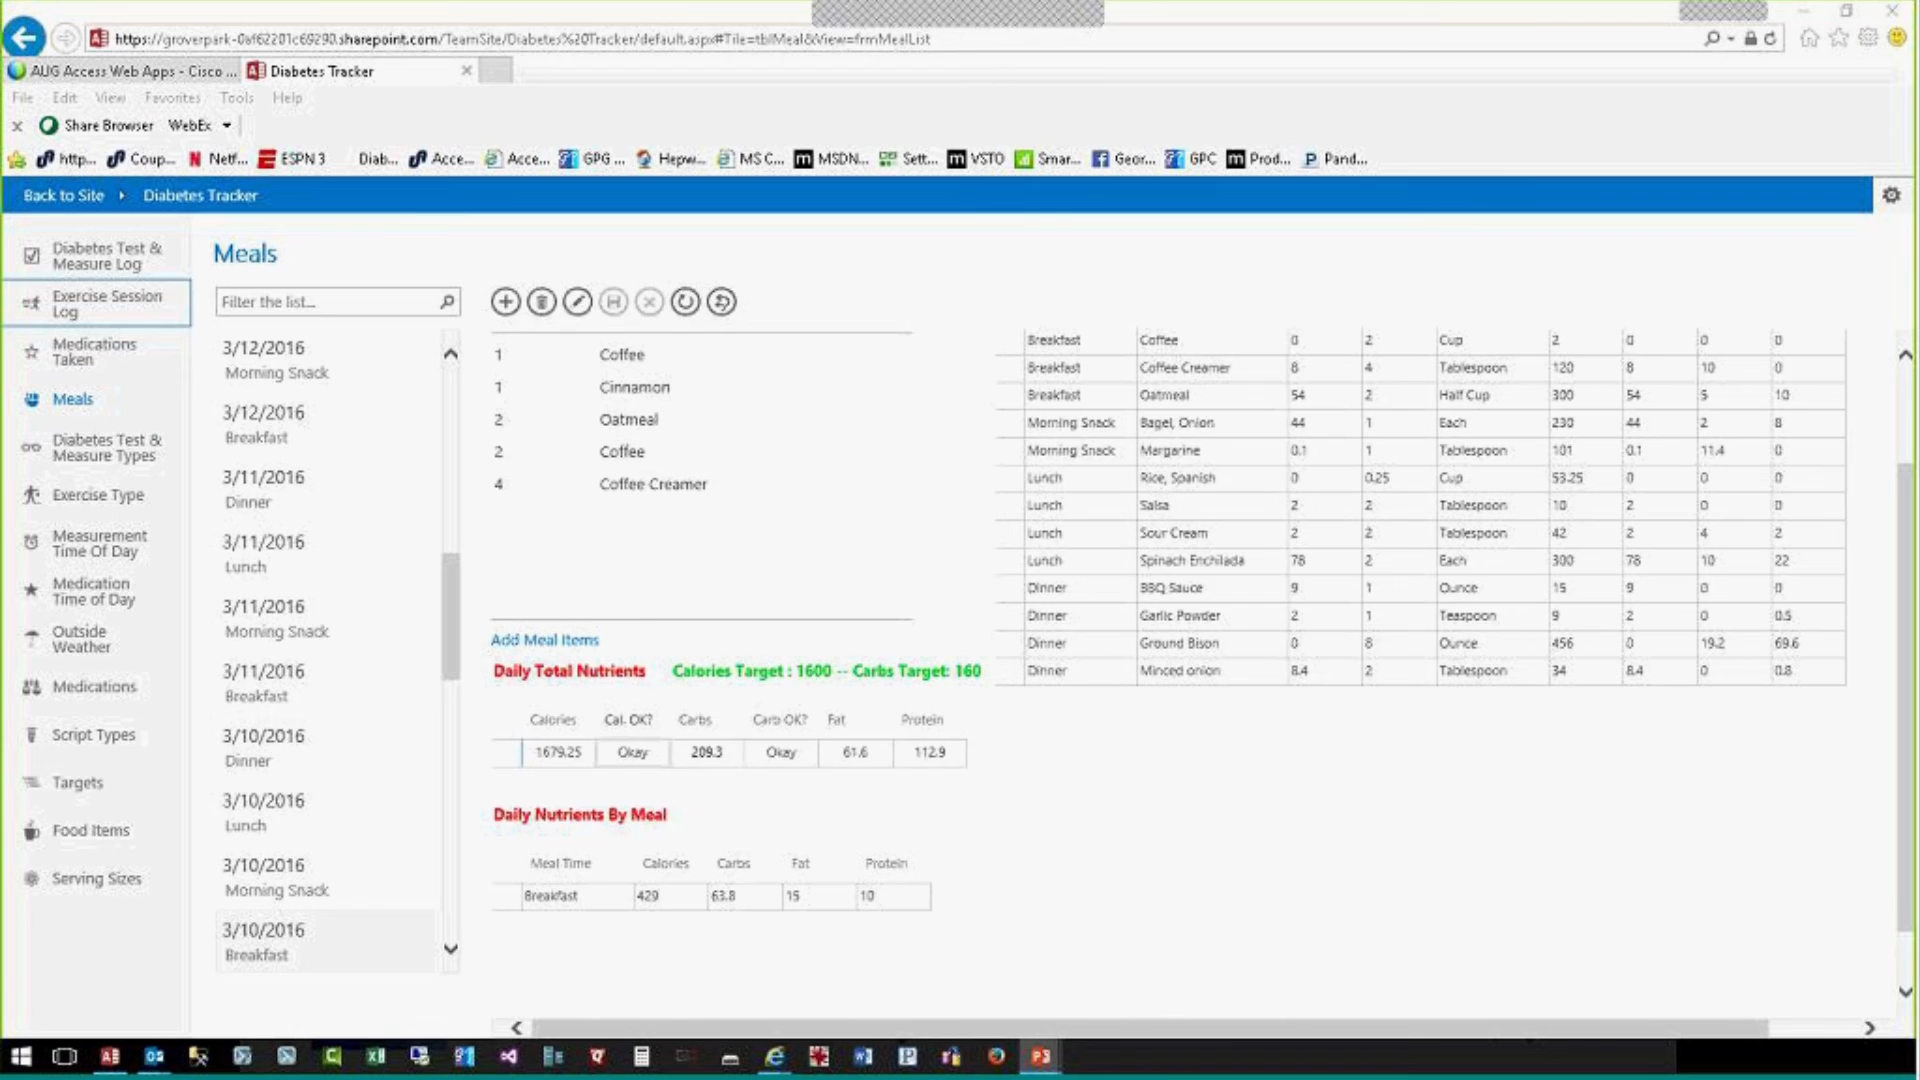 https://groverpark-0af62201c69290.sharepoint.com/TeamSite/Diabetes%20Tracker/default.aspx#Tile=tblMeal&View=frmMealList
AUG Access Web Apps - Cisco ... Diabetes Tracker
File Edit View Favorites Tools Help
x Share Browser WebEx
http... Coup... Netf... ESPN 3 Diab... Acce... Acce... GPG ... Hepw... MS C... MSDN... Sett... VSTO Smar... Geor... GPC Prod... Pand...
Back to Site Diabetes Tracker
Diabetes Test &
Measure Log
Exercise Session
Log
Medications
Taken
Meals
Diabetes Test &
Measure Types
Exercise Type
Measurement
Time Of Day
Medication
Time of Day
Outside
Weather
Medications
Script Types
Targets
Food Items
Serving Sizes
Meals
Filter the list...
3/12/2016
Morning Snack
3/12/2016
Breakfast
3/11/2016
Dinner
3/11/2016
Lunch
3/11/2016
Morning Snack
3/11/2016
Breakfast
3/10/2016
Dinner
3/10/2016
Lunch
3/10/2016
Morning Snack
3/10/2016
Breakfast
1 Coffee
1 Cinnamon
2 Oatmeal
2 Coffee
4 Coffee Creamer
Add Meal Items
Daily Total Nutrients Calories Target : 1600 -- Carbs Target: 160
Calories Cal. OK? Carbs Carb OK? Fat Protein
1679.25 Okay 209.3 Okay 61.6 112.9
Daily Nutrients By Meal
Meal Time Calories Carbs Fat Protein
Breakfast 429 63.8 15 10
Breakfast Coffee 0 2 Cup 2 0 0 0
Breakfast Coffee Creamer 8 4 Tablespoon 120 8 10 0
Breakfast Oatmeal 54 2 Half Cup 300 54 5 10
Morning Snack Bagel, Onion 44 1 Each 230 44 2 8
Morning Snack Margarine 0.1 1 Tablespoon 101 0.1 11.4 0
Lunch Rice, Spanish 0 0.25 Cup 53.25 0 0 0
Lunch Salsa 2 2 Tablespoon 10 2 0 0
Lunch Sour Cream 2 2 Tablespoon 42 2 4 2
Lunch Spinach Enchilada 78 2 Each 300 78 10 22
Dinner BBQ Sauce 9 1 Ounce 15 9 0 0
Dinner Garlic Powder 2 1 Teaspoon 9 2 0 0.5
Dinner Ground Bison 0 8 Ounce 456 0 19.2 69.6
Dinner Minced onion 8.4 2 Tablespoon 34 8.4 0 0.8